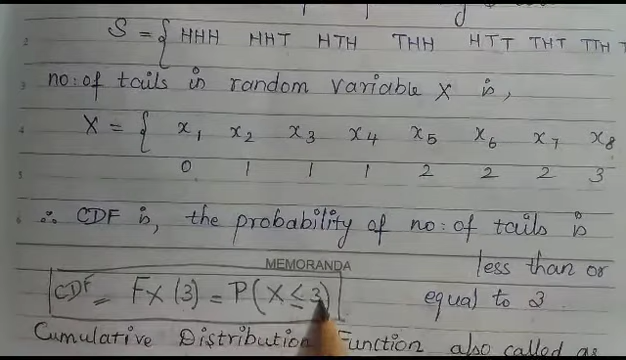 S = { HHH HHT HTH THH HTT THT TTH T
no: of tails in random variable X is,
X = { x₁ x₂ x₃ x₄ x₅ x₆ x₇ x₈
0 1 1 1 2 2 2 3
∴ CDF is, the probability of no: of tails is
MEMORANDA
less than or
CDF = FX (3) = P(X ≤ 3)
equal to 3
Cumulative Distribution Function also called as